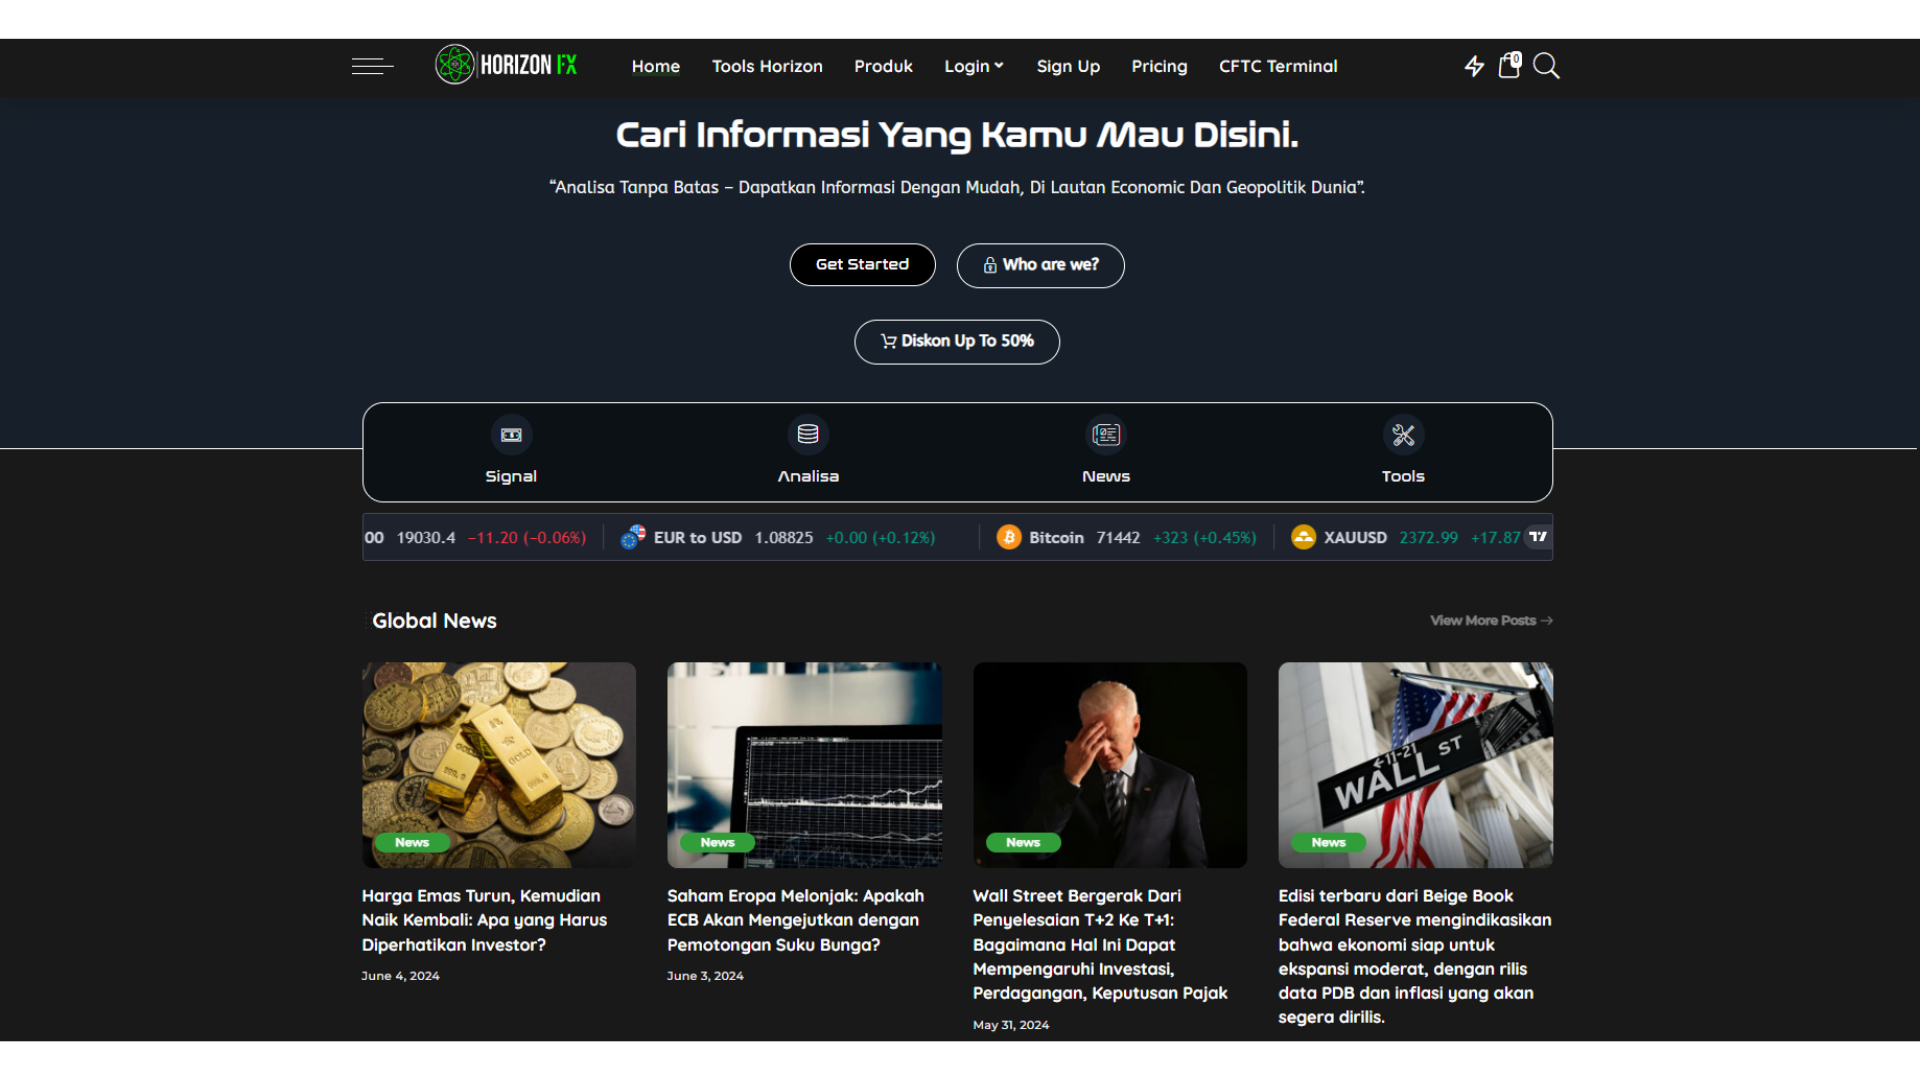 HORIZON FX
Home
Tools Horizon
Produk
Login
Sign Up
Pricing
CFTC Terminal
0
Cari Informasi Yang Kamu Mau Disini.
“Analisa Tanpa Batas – Dapatkan Informasi Dengan Mudah, Di Lautan Economic Dan Geopolitik Dunia”.
Get Started
Who are we?
Diskon Up To 50%
Signal
Analisa
News
Tools
00 19030.4 −11.20 (−0.06%)
EUR to USD 1.08825 +0.00 (+0.12%)
Bitcoin 71442 +323 (+0.45%)
XAUUSD 2372.99 +17.87
Global News
View More Posts
GOLD
News
Harga Emas Turun, Kemudian
Naik Kembali: Apa yang Harus
Diperhatikan Investor?
June 4, 2024
News
Saham Eropa Melonjak: Apakah
ECB Akan Mengejutkan dengan
Pemotongan Suku Bunga?
June 3, 2024
News
Wall Street Bergerak Dari
Penyelesaian T+2 Ke T+1:
Bagaimana Hal Ini Dapat
Mempengaruhi Investasi,
Perdagangan, Keputusan Pajak
May 31, 2024
←11-21
WALL ST
News
Edisi terbaru dari Beige Book
Federal Reserve mengindikasikan
bahwa ekonomi siap untuk
ekspansi moderat, dengan rilis
data PDB dan inflasi yang akan
segera dirilis.